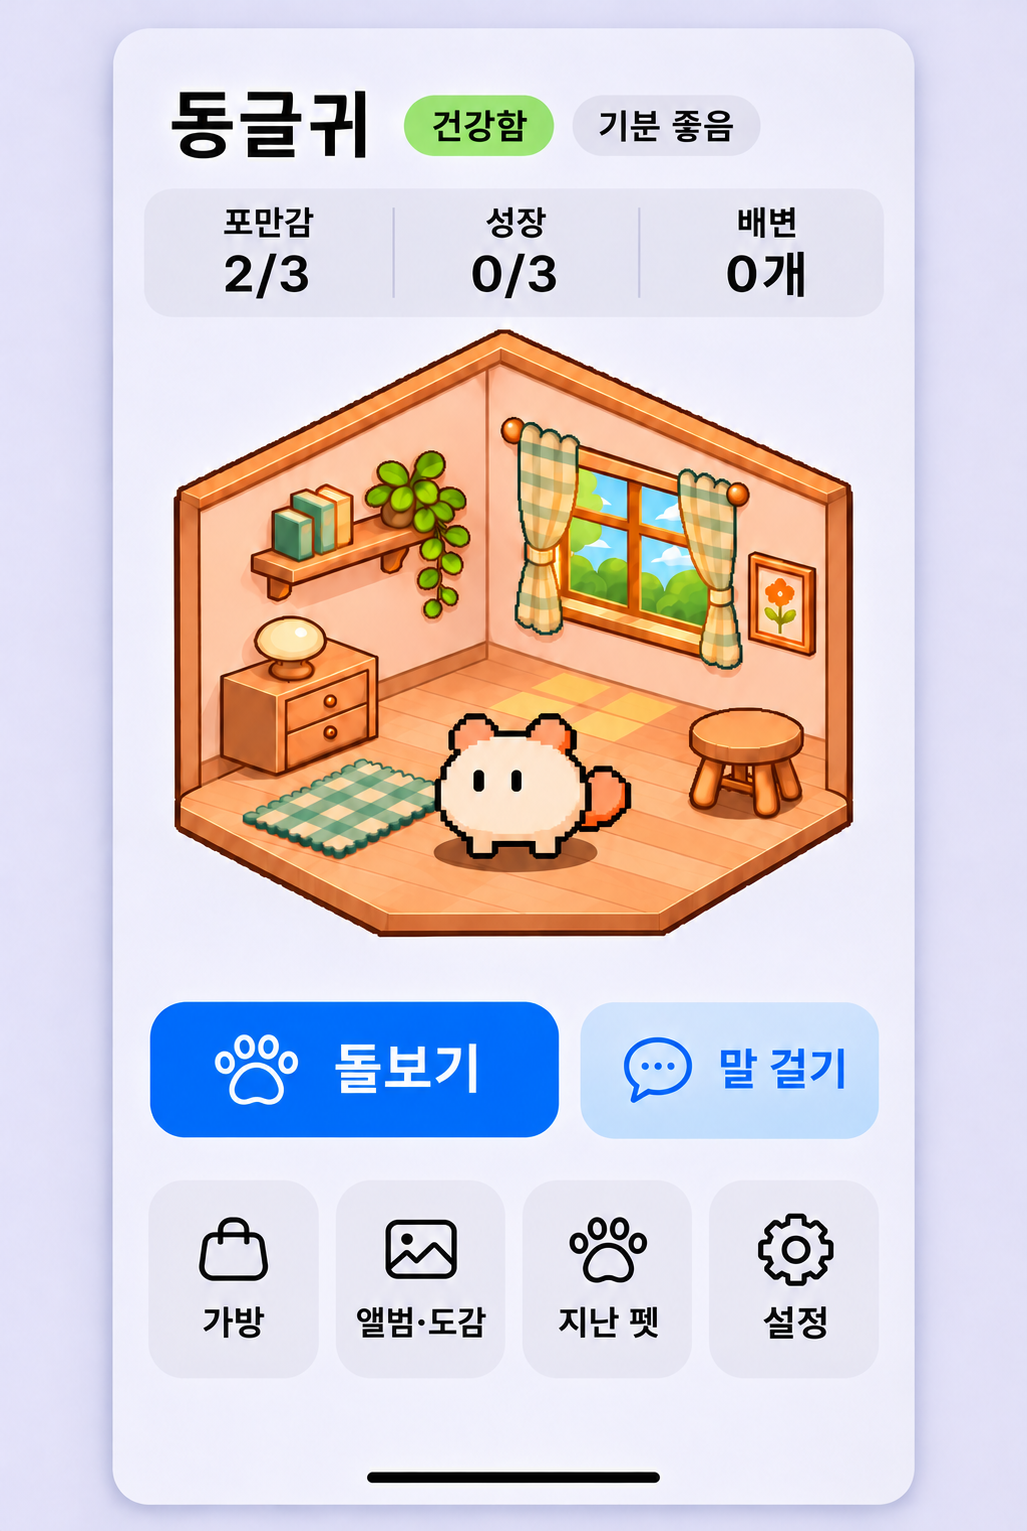 동글귀 건강함 기분 좋음
포만감 성장 배변
2/3 0/3 0개
돌보기 말 걸기
가방 앨범·도감 지난 펫 설정